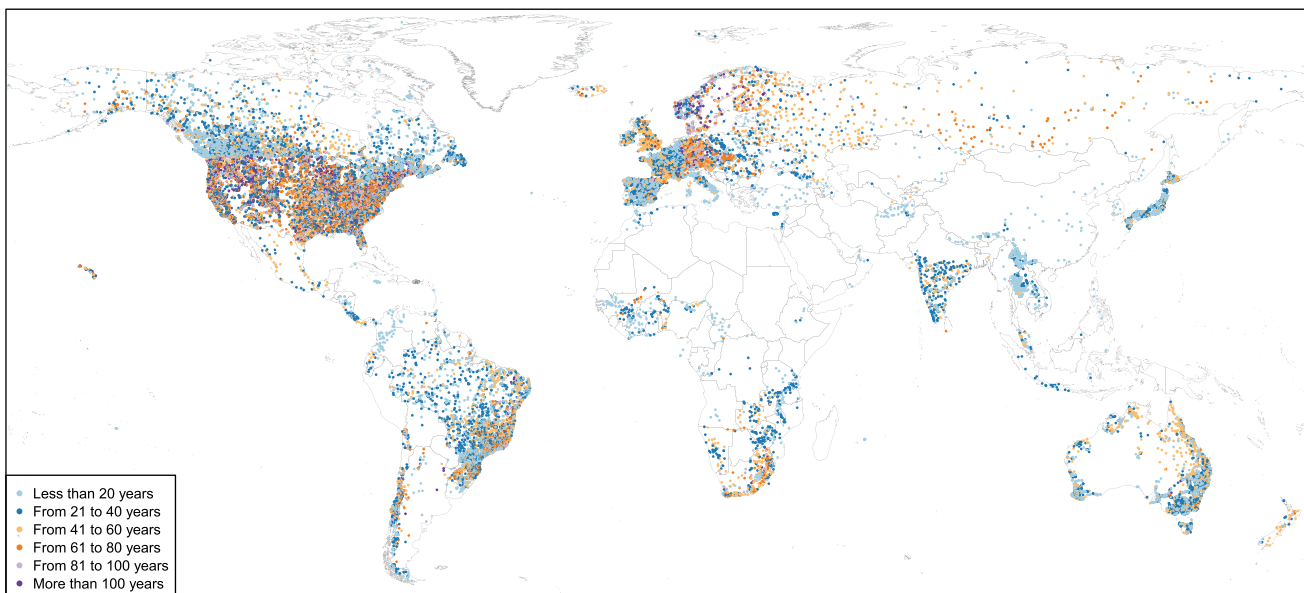 Less than 20 years
From 21 to 40 years
From 41 to 60 years
From 61 to 80 years
From 81 to 100 years
More than 100 years